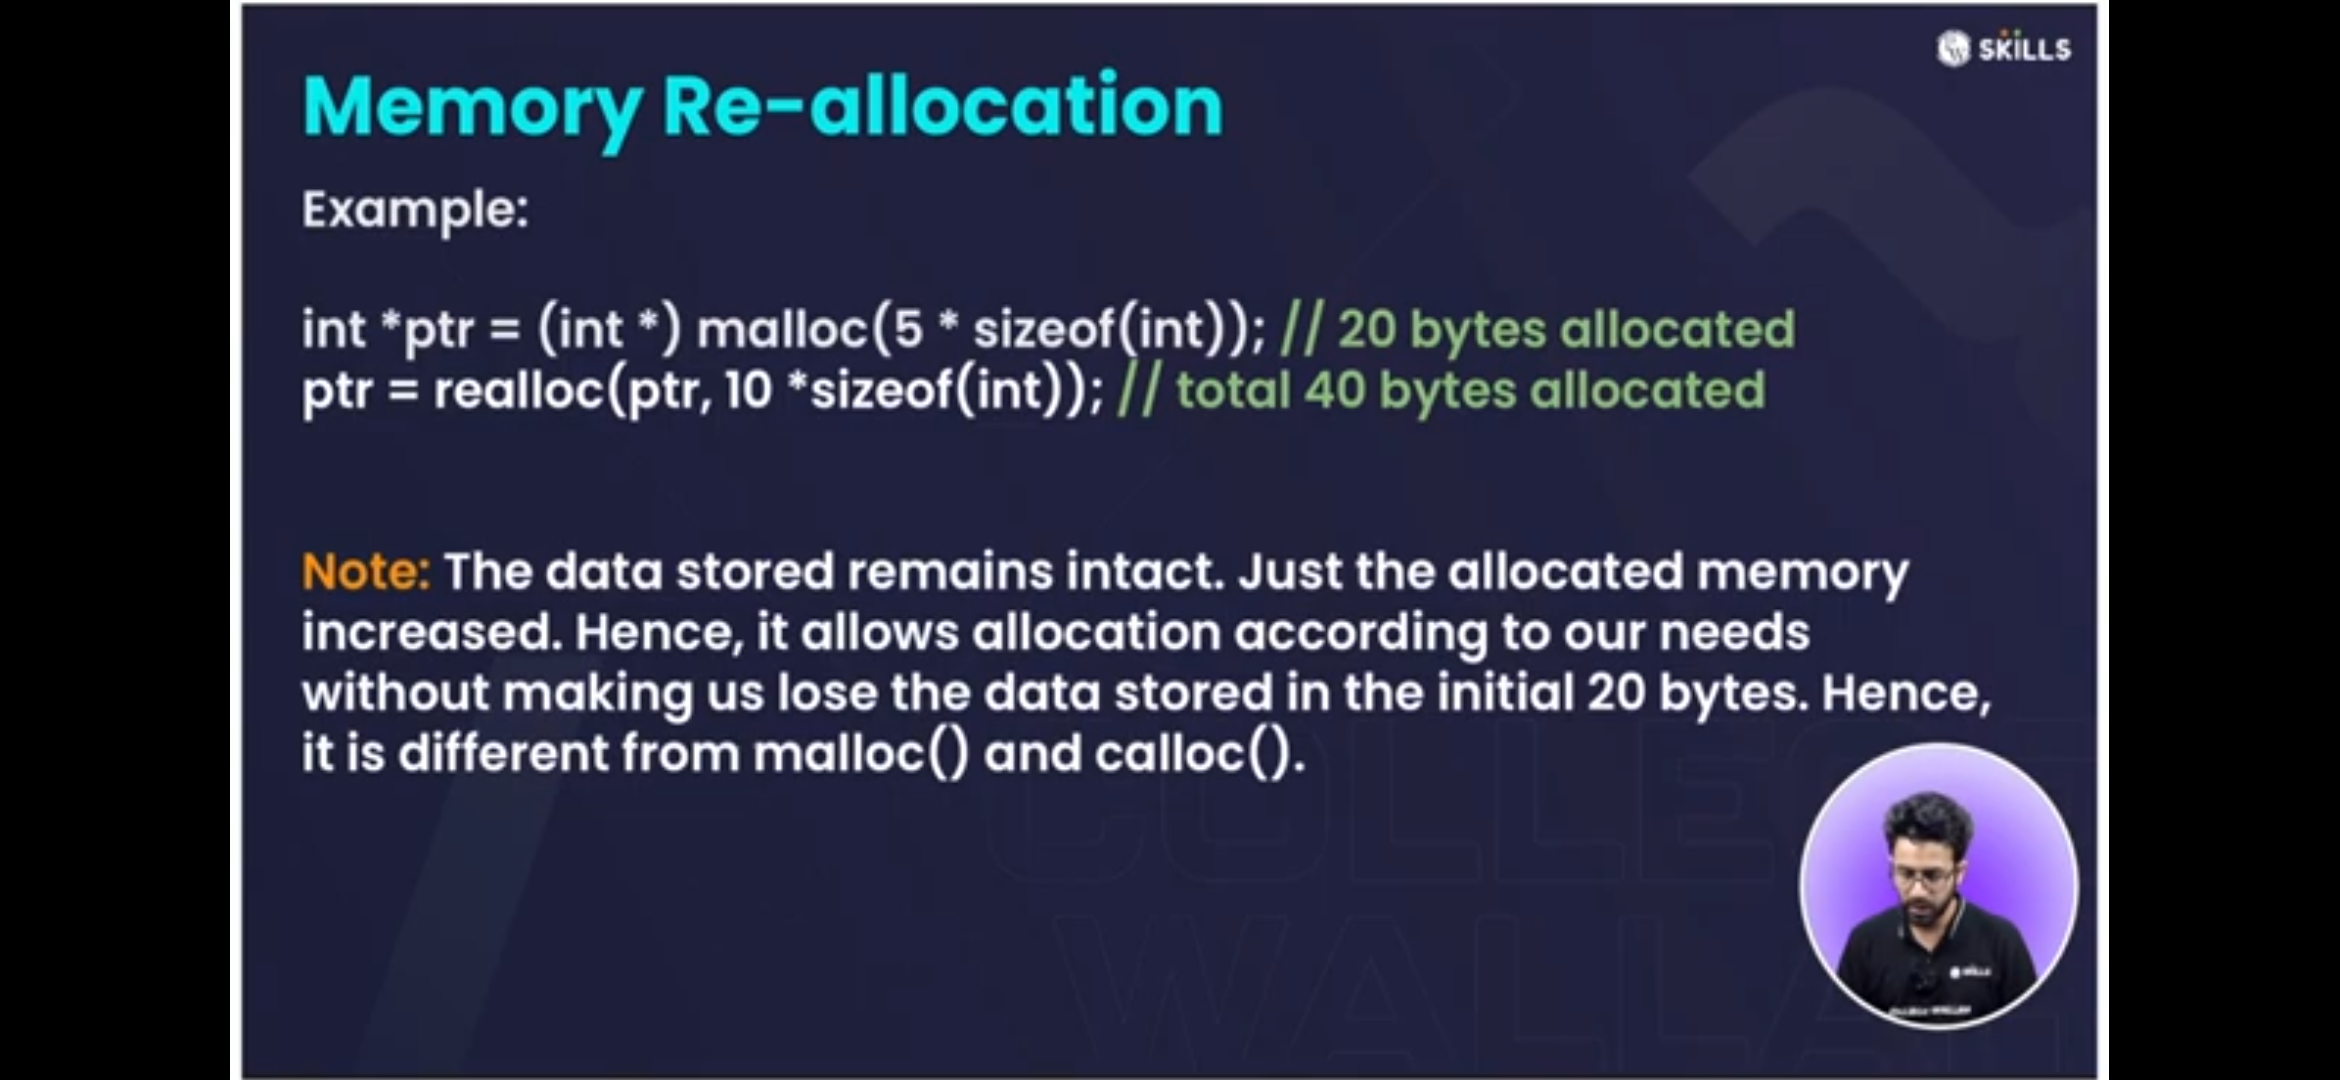 SKILLS
Memory Re-allocation
Example:
int *ptr = (int *) malloc(5 * sizeof(int)); // 20 bytes allocated
ptr = realloc(ptr, 10 *sizeof(int)); // total 40 bytes allocated
Note: The data stored remains intact. Just the allocated memory
increased. Hence, it allows allocation according to our needs
without making us lose the data stored in the initial 20 bytes. Hence,
it is different from malloc() and calloc().